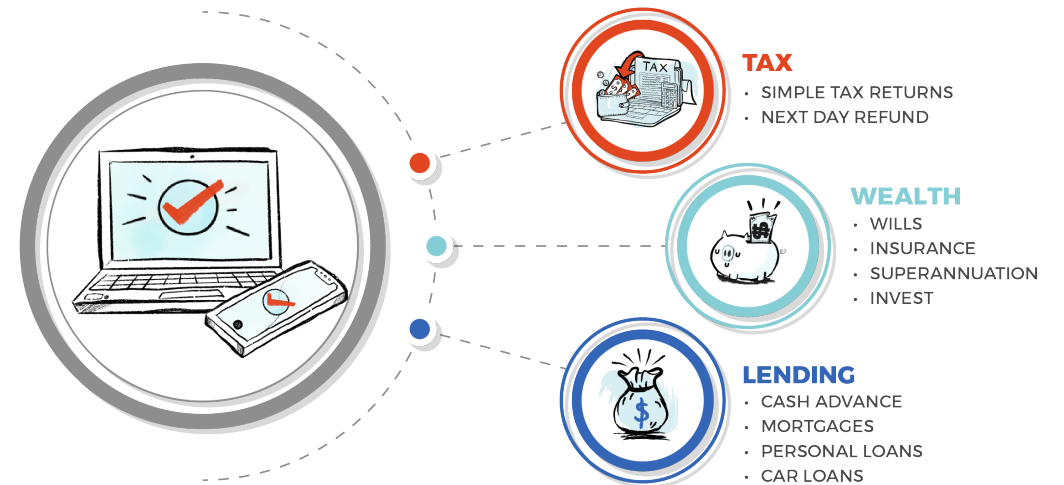 TAX
TAX
• SIMPLE TAX RETURNS
• NEXT DAY REFUND
WEALTH
• WILLS
• INSURANCE
• SUPERANNUATION
• INVEST
$
LENDING
• CASH ADVANCE
• MORTGAGES
• PERSONAL LOANS
• CAR LOANS